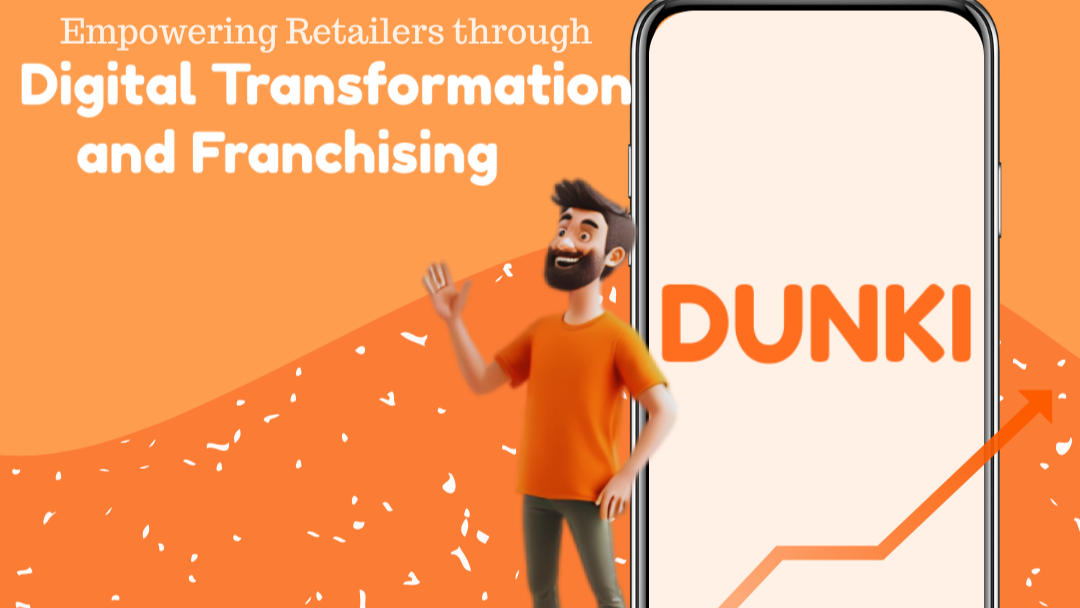 Empowering Retailers through
Digital Transformation
and Franchising
DUNKI